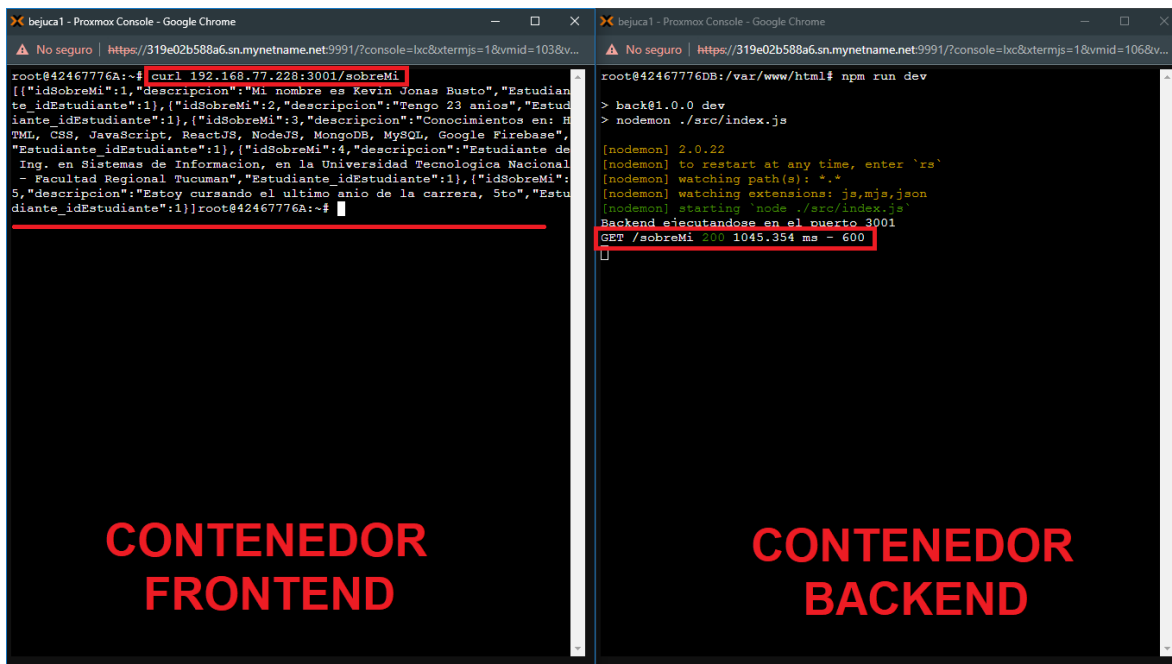 bejuca1 - Proxmox Console - Google Chrome
No seguro | https://319e02b588a6.sn.mynetname.net:9991/?console=lxc&xtermjs=1&vmid=103&v...
root@42467776A:~# curl 192.168.77.228:3001/sobreMi
[{"idSobreMi":1,"descripcion":"Mi nombre es Kevin Jonas Busto","Estudian
te_idEstudiante":1},{"idSobreMi":2,"descripcion":"Tengo 23 anios","Estud
iante_idEstudiante":1},{"idSobreMi":3,"descripcion":"Conocimientos en: H
TML, CSS, JavaScript, ReactJS, NodeJS, MongoDB, MySQL, Google Firebase",
"Estudiante_idEstudiante":1},{"idSobreMi":4,"descripcion":"Estudiante de
Ing. en Sistemas de Informacion, en la Universidad Tecnologica Nacional
- Facultad Regional Tucuman","Estudiante_idEstudiante":1},{"idSobreMi":
5,"descripcion":"Estoy cursando el ultimo anio de la carrera, 5to","Estu
diante_idEstudiante":1}]root@42467776A:~#
CONTENEDOR
FRONTEND
bejuca1 - Proxmox Console - Google Chrome
No seguro | https://319e02b588a6.sn.mynetname.net:9991/?console=lxc&xtermjs=1&vmid=106&v...
root@42467776DB:/var/www/html# npm run dev
> back@1.0.0 dev
> nodemon ./src/index.js
[nodemon] 2.0.22
[nodemon] to restart at any time, enter `rs`
[nodemon] watching path(s): *.*
[nodemon] watching extensions: js,mjs,json
[nodemon] starting `node ./src/index.js`
Backend ejecutandose en el puerto 3001
GET /sobreMi 200 1045.354 ms - 600
CONTENEDOR
BACKEND